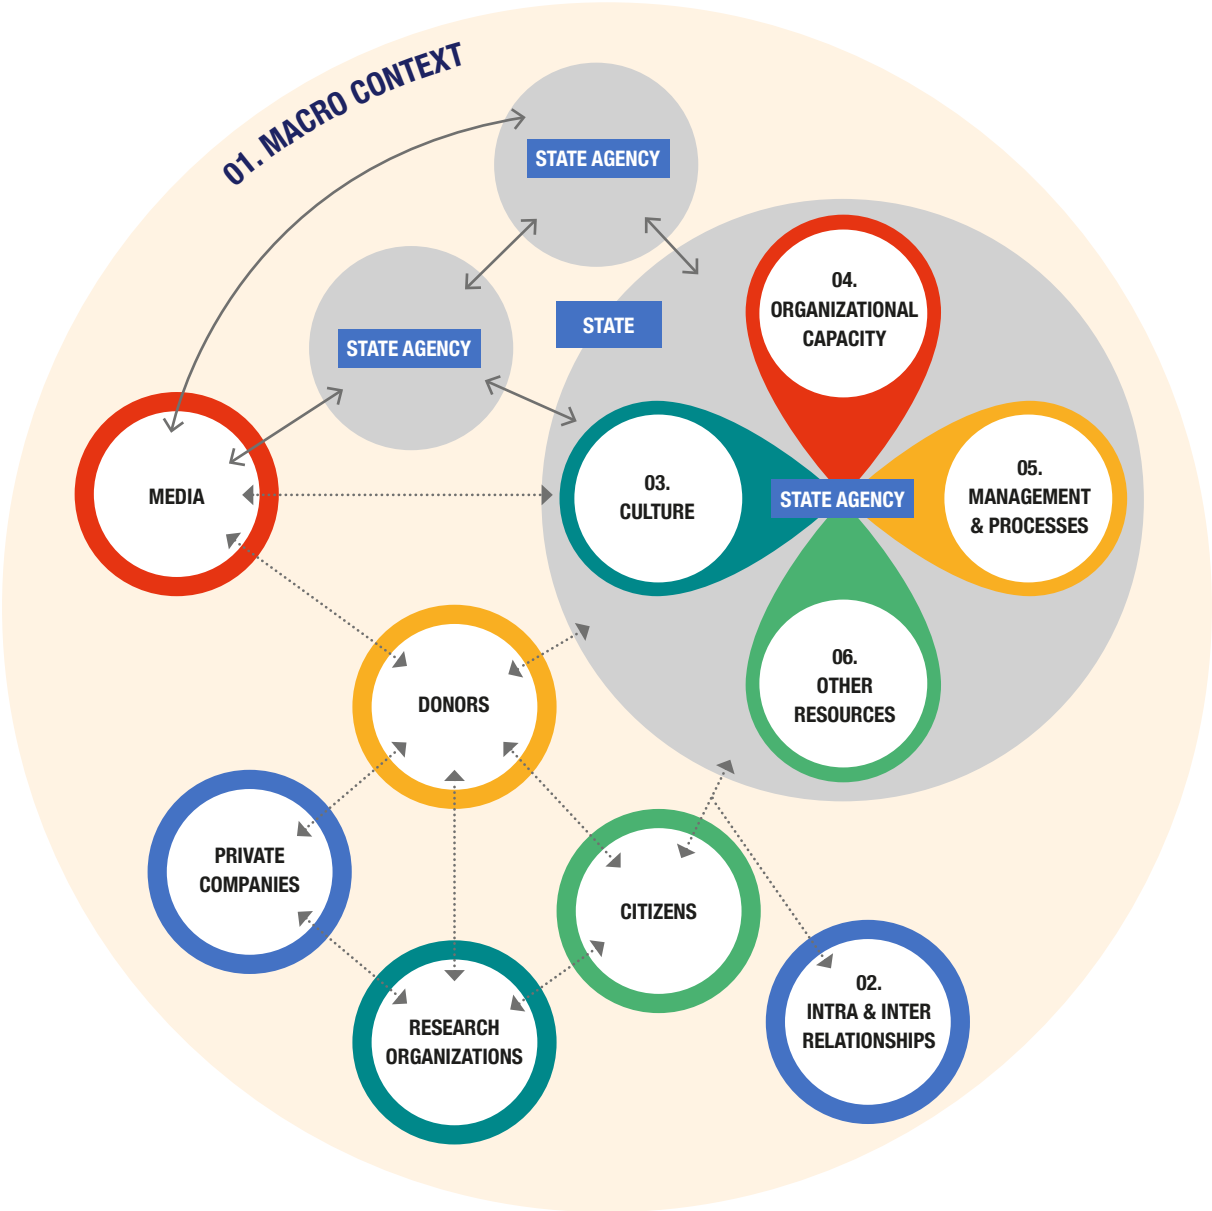 01. MACRO CONTEXT
STATE AGENCY
STATE
STATE AGENCY
04.
ORGANIZATIONAL
CAPACITY
MEDIA
03.
CULTURE
STATE AGENCY
05.
MANAGEMENT
& PROCESSES
DONORS
06.
OTHER
RESOURCES
PRIVATE
COMPANIES
CITIZENS
RESEARCH
ORGANIZATIONS
02.
INTRA & INTER
RELATIONSHIPS